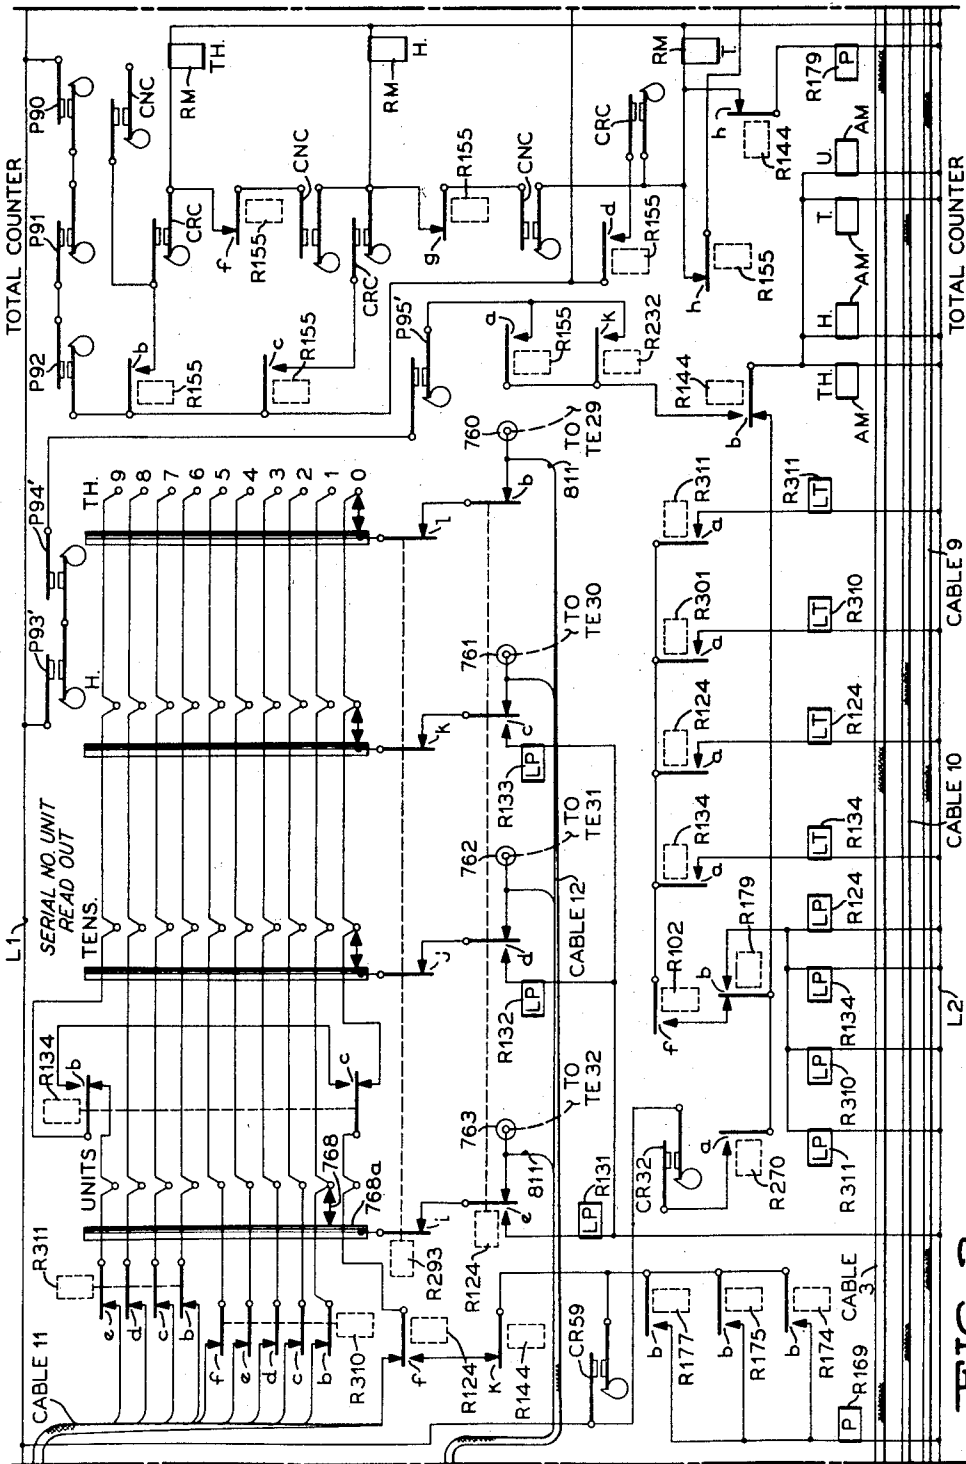 L1
TOTAL COUNTER
CABLE 11
R311
e
d
c
b
f
e
d
c
b
R310
f
R124
K
R144
CR59
b
R177
b
R175
b
R174
P
R169
CABLE
3
SERIAL NO. UNIT
READ OUT
UNITS
R134
b
c
TENS.
H.
TH.
9
8
7
6
5
4
3
2
1
0
768
768a
R293
i
j
k
l
R124
e
d
c
b
763
762
761
760
TO
TE32
TO
TE31
TO
TE30
TO
TE29
811
811
LP
R131
LP
R132
LP
R133
CABLE 12
P93'
P94'
P95'
CR32
a
R270
f
R102
b
R179
R134
a
R124
a
R301
a
R311
a
LP
R311
LP
R310
LP
R134
LP
R124
LT
R134
LT
R124
LT
R310
LT
R311
P92
P91
P90
b
R155
c
R155
CRC
CNC
RM
TH.
f
R155
CNC
CRC
RM
H.
g
R155
CNC
d
R155
CRC
RM
T.
a
R155
k
R232
R144
b
h
R155
h
R144
TH.
AM
H.
AM
T.
AM
U.
AM
P
R179
L2
CABLE 10
CABLE 9
TOTAL COUNTER